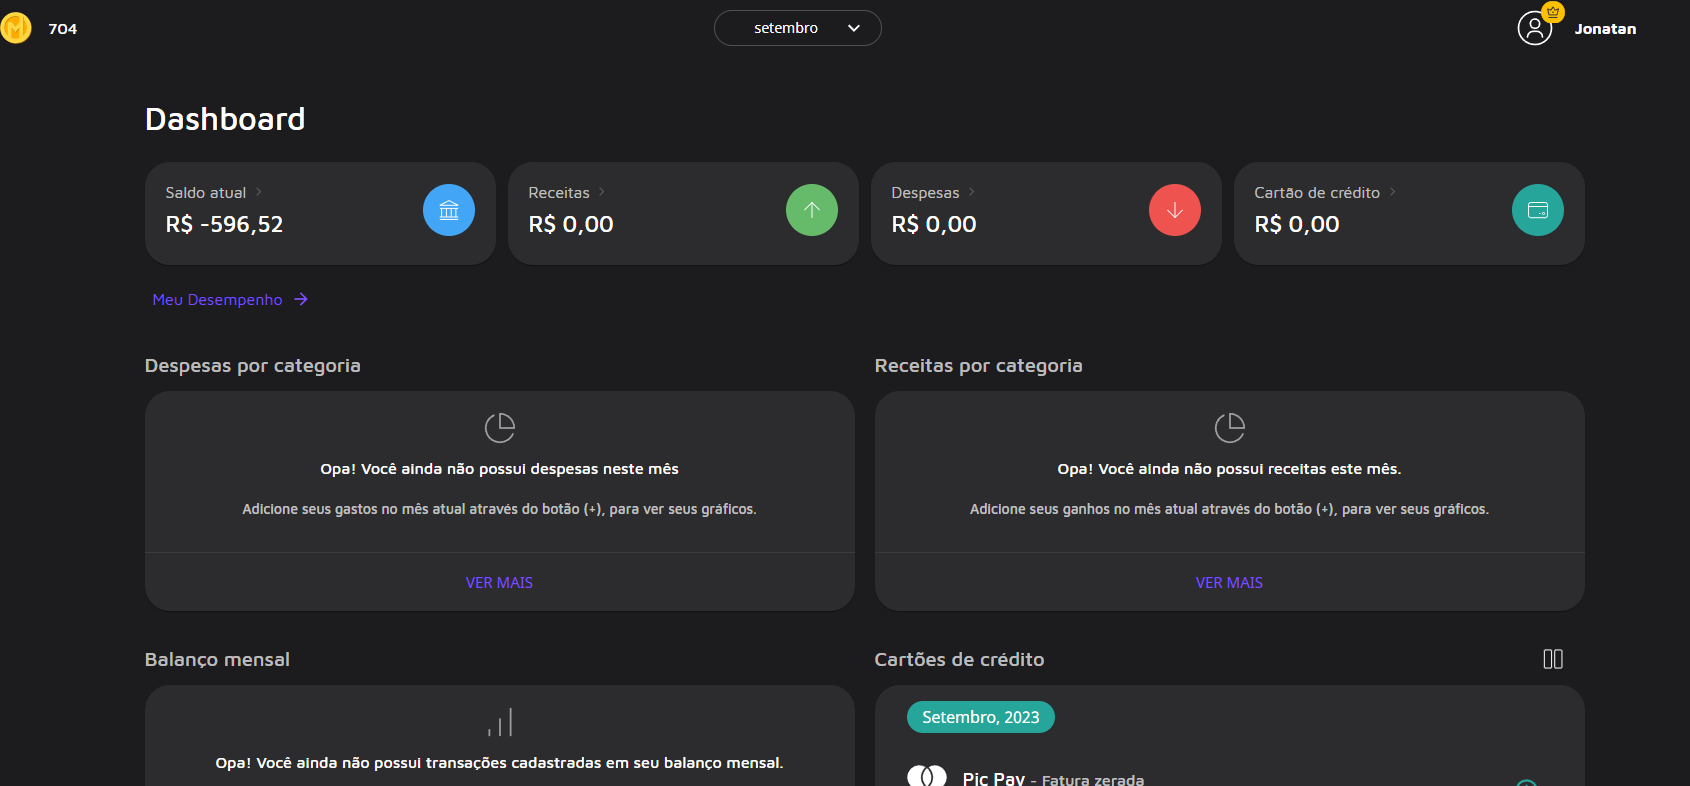 704
setembro
Jonatan
Dashboard
Saldo atual
R$ -596,52
Receitas
R$ 0,00
Despesas
R$ 0,00
Cartão de crédito
R$ 0,00
Meu Desempenho
Despesas por categoria
Opa! Você ainda não possui despesas neste mês
Adicione seus gastos no mês atual através do botão (+), para ver seus gráficos.
VER MAIS
Receitas por categoria
Opa! Você ainda não possui receitas este mês.
Adicione seus ganhos no mês atual através do botão (+), para ver seus gráficos.
VER MAIS
Balanço mensal
Opa! Você ainda não possui transações cadastradas em seu balanço mensal.
Cartões de crédito
Setembro, 2023
Pic Pay - Fatura zerada